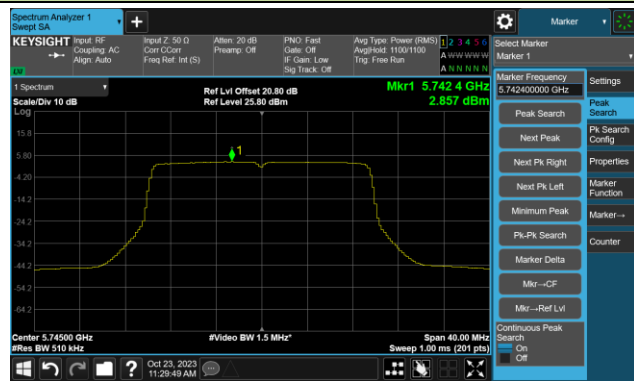 Spectrum Analyzer 1
Swept SA
+
Marker
KEYSIGHT
Input: RF
Coupling: AC
Align: Auto
Input Z: 50 Ω
Corr CCorr
Freq Ref: Int (S)
Atten: 20 dB
Preamp: Off
PNO: Fast
Gate: Off
IF Gain: Low
Sig Track: Off
Avg Type: Power (RMS)
Avg|Hold: 1100/1100
Trig: Free Run
1 2 3 4 5 6
A W W W W W
A N N N N N
LXI
Select Marker
Marker 1
1 Spectrum
Scale/Div 10 dB
Log
Ref Lvl Offset 20.80 dB
Ref Level 25.80 dBm
Mkr1 5.742 4 GHz
2.857 dBm
15.8
5.80
-4.20
-14.2
-24.2
-34.2
-44.2
-54.2
-64.2
1
Center 5.74500 GHz
#Res BW 510 kHz
#Video BW 1.5 MHz*
Span 40.00 MHz
Sweep 1.00 ms (201 pts)
Marker Frequency
5.742400000 GHz
Peak Search
Next Peak
Next Pk Right
Next Pk Left
Minimum Peak
Pk-Pk Search
Marker Delta
Mkr→CF
Mkr→Ref Lvl
Continuous Peak
Search
On
Off
Settings
Peak
Search
Pk Search
Config
Properties
Marker
Function
Marker→
Counter
?
Oct 23, 2023
11:29:49 AM